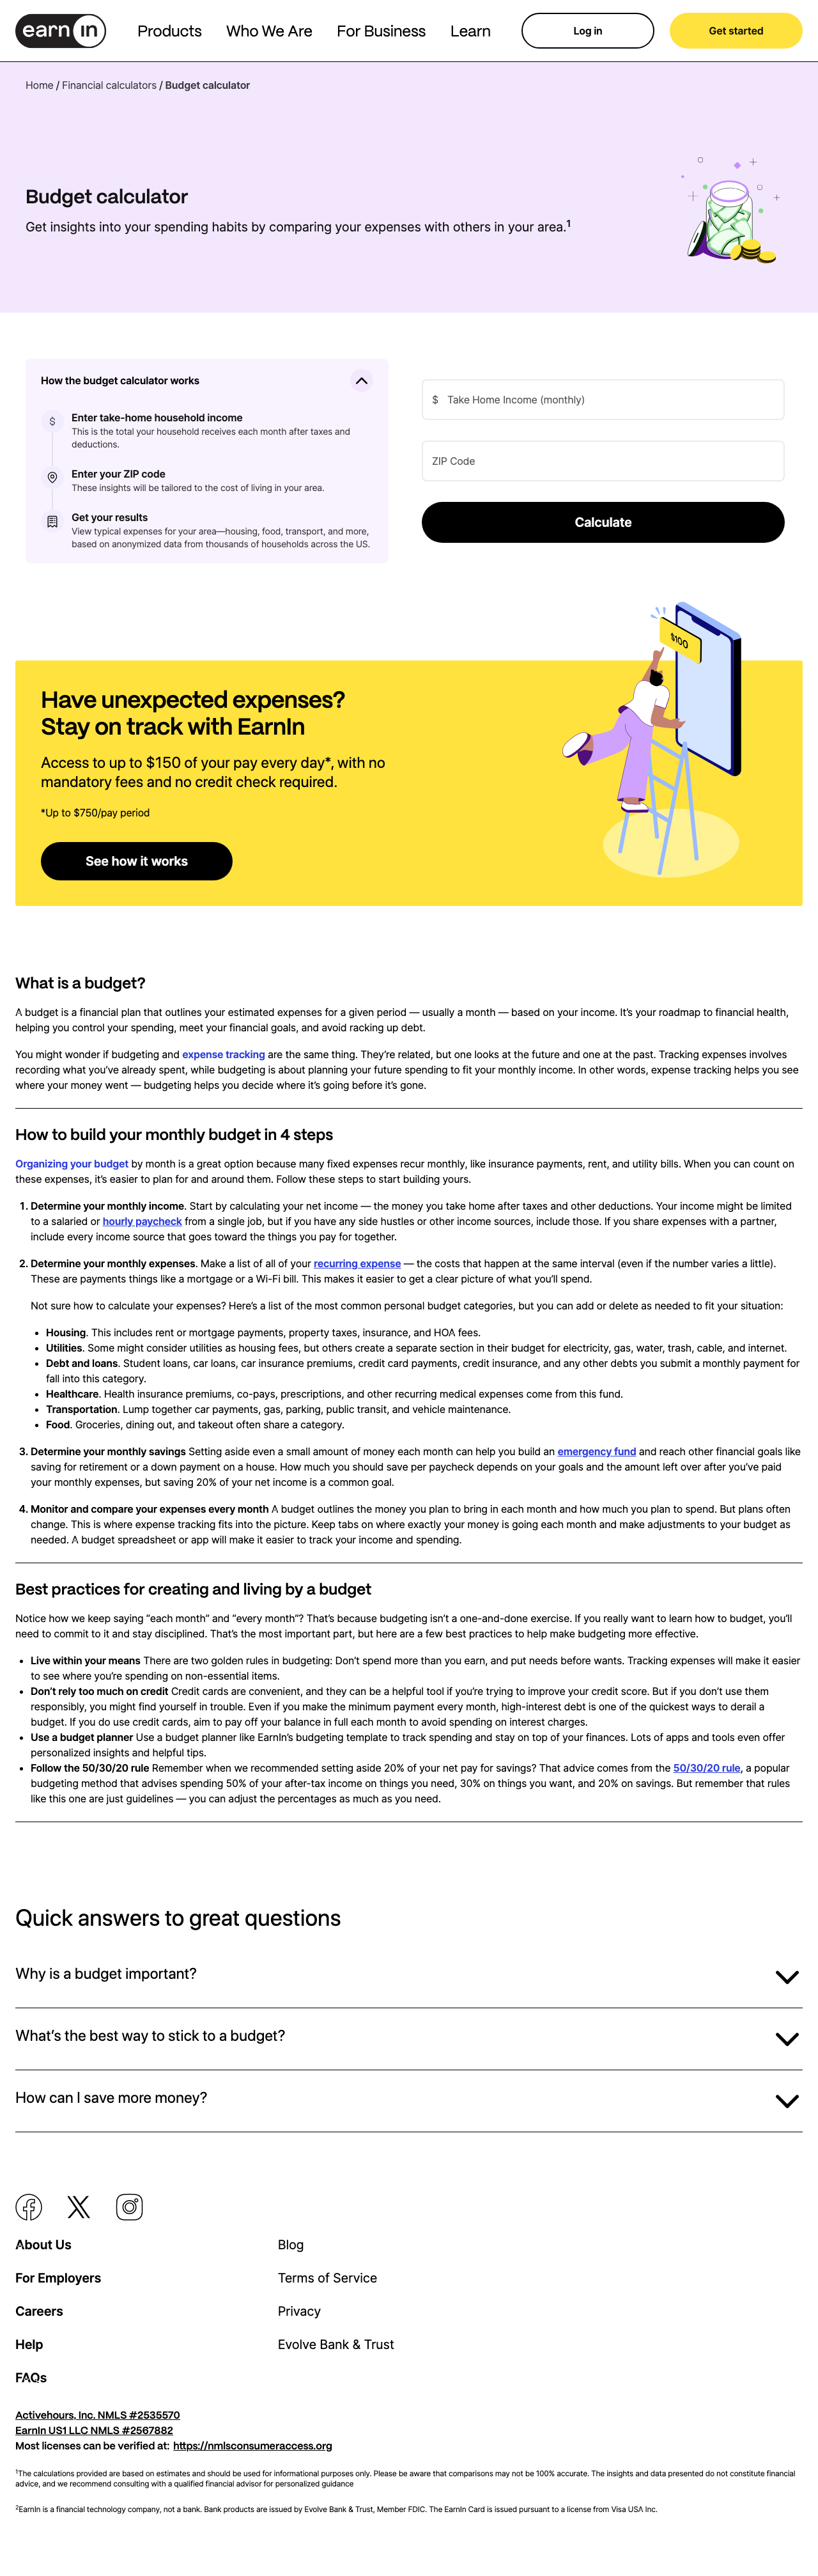 earnin
Products
Who We Are
For Business
Learn
Log in
Get started
Home / Financial calculators / Budget calculator
Budget calculator
Get insights into your spending habits by comparing your expenses with others in your area.¹
How the budget calculator works
$
Enter take-home household income
This is the total your household receives each month after taxes and
deductions.
Enter your ZIP code
These insights will be tailored to the cost of living in your area.
Get your results
View typical expenses for your area—housing, food, transport, and more,
based on anonymized data from thousands of households across the US.
$ Take Home Income (monthly)
ZIP Code
Calculate
$100
Have unexpected expenses?
Stay on track with EarnIn
Access to up to $150 of your pay every day*, with no
mandatory fees and no credit check required.
*Up to $750/pay period
See how it works
What is a budget?
A budget is a financial plan that outlines your estimated expenses for a given period — usually a month — based on your income. It's your roadmap to financial health,
helping you control your spending, meet your financial goals, and avoid racking up debt.
You might wonder if budgeting and expense tracking are the same thing. They're related, but one looks at the future and one at the past. Tracking expenses involves
recording what you've already spent, while budgeting is about planning your future spending to fit your monthly income. In other words, expense tracking helps you see
where your money went — budgeting helps you decide where it's going before it's gone.
How to build your monthly budget in 4 steps
Organizing your budget by month is a great option because many fixed expenses recur monthly, like insurance payments, rent, and utility bills. When you can count on
these expenses, it's easier to plan for and around them. Follow these steps to start building yours.
1. Determine your monthly income. Start by calculating your net income — the money you take home after taxes and other deductions. Your income might be limited
to a salaried or hourly paycheck from a single job, but if you have any side hustles or other income sources, include those. If you share expenses with a partner,
include every income source that goes toward the things you pay for together.
2. Determine your monthly expenses. Make a list of all of your recurring expense — the costs that happen at the same interval (even if the number varies a little).
These are payments things like a mortgage or a Wi-Fi bill. This makes it easier to get a clear picture of what you'll spend.
Not sure how to calculate your expenses? Here's a list of the most common personal budget categories, but you can add or delete as needed to fit your situation:
• Housing. This includes rent or mortgage payments, property taxes, insurance, and HOA fees.
• Utilities. Some might consider utilities as housing fees, but others create a separate section in their budget for electricity, gas, water, trash, cable, and internet.
• Debt and loans. Student loans, car loans, car insurance premiums, credit card payments, credit insurance, and any other debts you submit a monthly payment for
fall into this category.
• Healthcare. Health insurance premiums, co-pays, prescriptions, and other recurring medical expenses come from this fund.
• Transportation. Lump together car payments, gas, parking, public transit, and vehicle maintenance.
• Food. Groceries, dining out, and takeout often share a category.
3. Determine your monthly savings Setting aside even a small amount of money each month can help you build an emergency fund and reach other financial goals like
saving for retirement or a down payment on a house. How much you should save per paycheck depends on your goals and the amount left over after you've paid
your monthly expenses, but saving 20% of your net income is a common goal.
4. Monitor and compare your expenses every month A budget outlines the money you plan to bring in each month and how much you plan to spend. But plans often
change. This is where expense tracking fits into the picture. Keep tabs on where exactly your money is going each month and make adjustments to your budget as
needed. A budget spreadsheet or app will make it easier to track your income and spending.
Best practices for creating and living by a budget
Notice how we keep saying "each month" and "every month"? That's because budgeting isn't a one-and-done exercise. If you really want to learn how to budget, you'll
need to commit to it and stay disciplined. That's the most important part, but here are a few best practices to help make budgeting more effective.
• Live within your means There are two golden rules in budgeting: Don't spend more than you earn, and put needs before wants. Tracking expenses will make it easier
to see where you're spending on non-essential items.
• Don't rely too much on credit Credit cards are convenient, and they can be a helpful tool if you're trying to improve your credit score. But if you don't use them
responsibly, you might find yourself in trouble. Even if you make the minimum payment every month, high-interest debt is one of the quickest ways to derail a
budget. If you do use credit cards, aim to pay off your balance in full each month to avoid spending on interest charges.
• Use a budget planner Use a budget planner like EarnIn's budgeting template to track spending and stay on top of your finances. Lots of apps and tools even offer
personalized insights and helpful tips.
• Follow the 50/30/20 rule Remember when we recommended setting aside 20% of your net pay for savings? That advice comes from the 50/30/20 rule, a popular
budgeting method that advises spending 50% of your after-tax income on things you need, 30% on things you want, and 20% on savings. But remember that rules
like this one are just guidelines — you can adjust the percentages as much as you need.
Quick answers to great questions
Why is a budget important?
What's the best way to stick to a budget?
How can I save more money?
About Us
Blog
For Employers
Terms of Service
Careers
Privacy
Help
Evolve Bank & Trust
FAQs
Activehours, Inc. NMLS #2535570
EarnIn US1 LLC NMLS #2567882
Most licenses can be verified at: https://nmlsconsumeraccess.org
¹The calculations provided are based on estimates and should be used for informational purposes only. Please be aware that comparisons may not be 100% accurate. The insights and data presented do not constitute financial
advice, and we recommend consulting with a qualified financial advisor for personalized guidance
²EarnIn is a financial technology company, not a bank. Bank products are issued by Evolve Bank & Trust, Member FDIC. The EarnIn Card is issued pursuant to a license from Visa USA Inc.